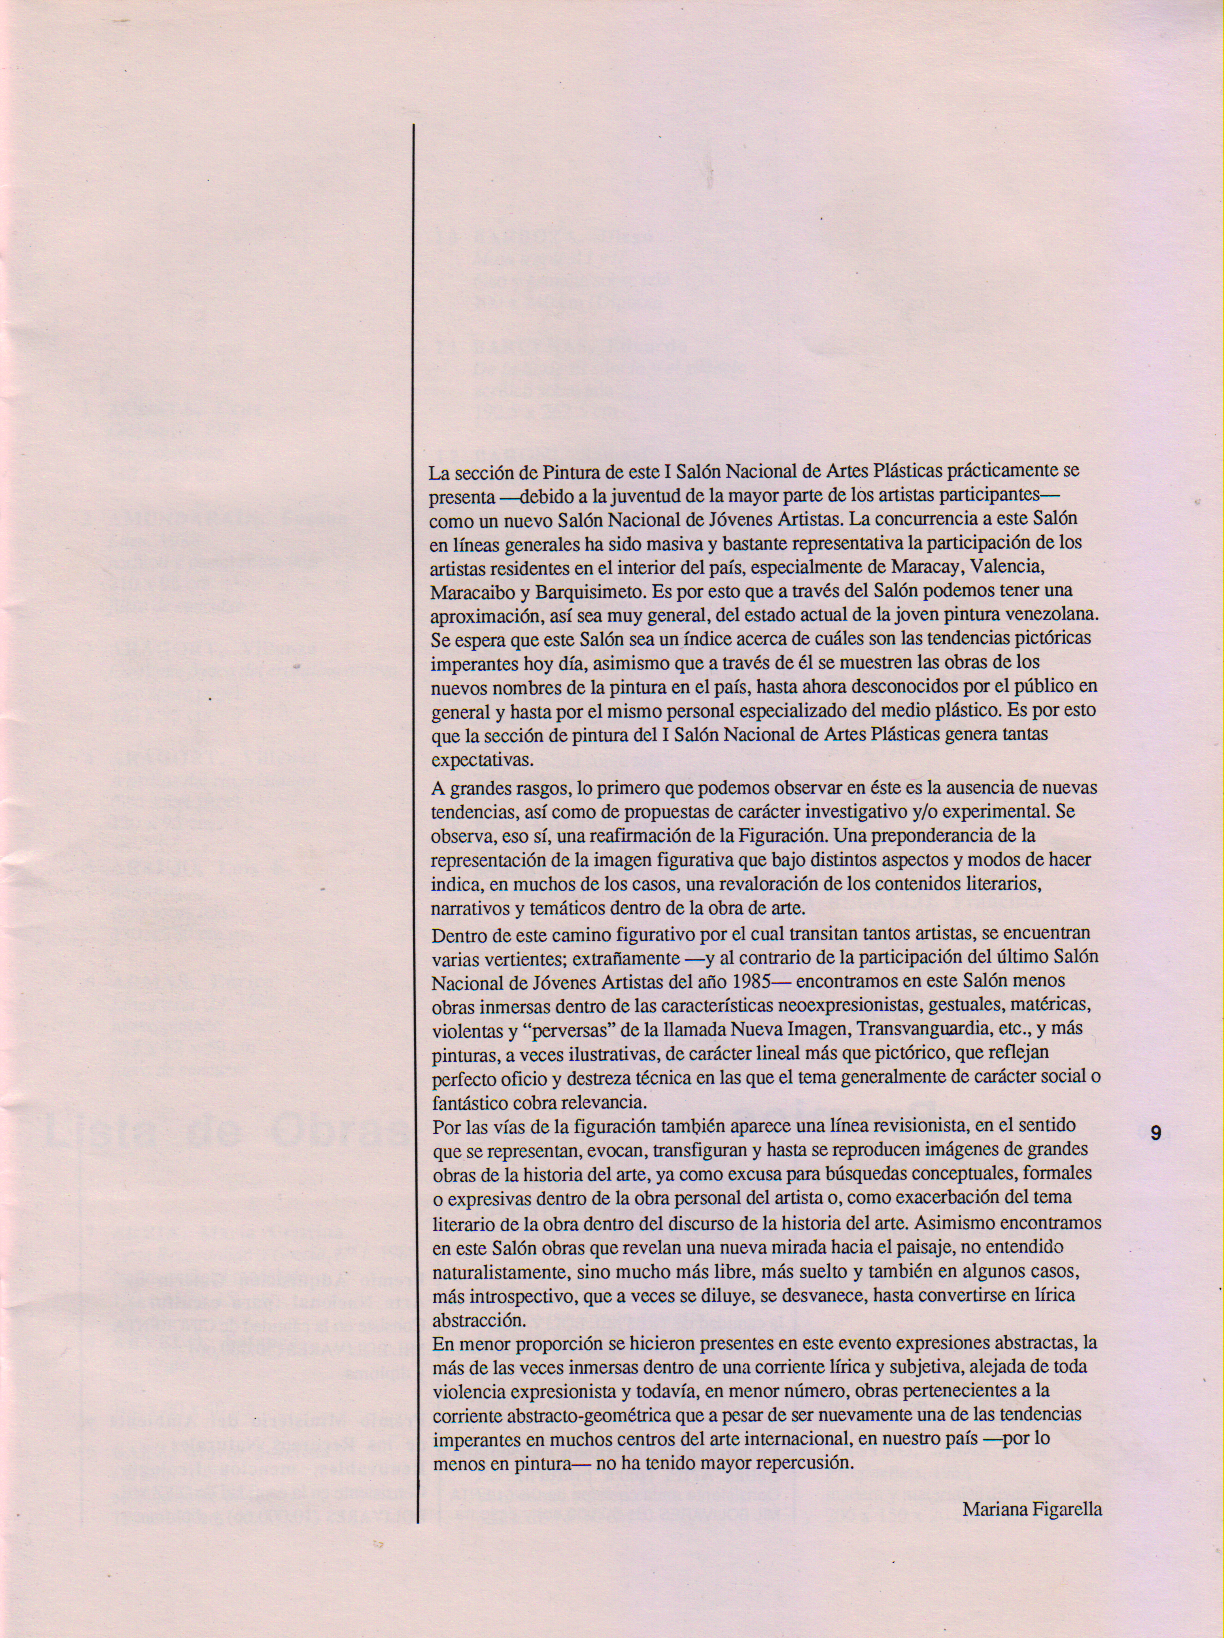 La sección de Pintura de este I Salón Nacional de Artes Plásticas prácticamente se
presenta —debido a la juventud de la mayor parte de los artistas participantes—
como un nuevo Salón Nacional de Jóvenes Artistas. La concurrencia a este Salón
en líneas generales ha sido masiva y bastante representativa la participación de los
artistas residentes en el interior del país, especialmente de Maracay, Valencia,
Maracaibo y Barquisimeto. Es por esto que a través del Salón podemos tener una
aproximación, así sea muy general, del estado actual de la joven pintura venezolana.
Se espera que este Salón sea un índice acerca de cuáles son las tendencias pictóricas
imperantes hoy día, asimismo que a través de él se muestren las obras de los
nuevos nombres de la pintura en el país, hasta ahora desconocidos por el público en
general y hasta por el mismo personal especializado del medio plástico. Es por esto
que la sección de pintura del I Salón Nacional de Artes Plásticas genera tantas
expectativas.
A grandes rasgos, lo primero que podemos observar en éste es la ausencia de nuevas
tendencias, así como de propuestas de carácter investigativo y/o experimental. Se
observa, eso sí, una reafirmación de la Figuración. Una preponderancia de la
representación de la imagen figurativa que bajo distintos aspectos y modos de hacer
indica, en muchos de los casos, una revaloración de los contenidos literarios,
narrativos y temáticos dentro de la obra de arte.
Dentro de este camino figurativo por el cual transitan tantos artistas, se encuentran
varias vertientes; extrañamente —y al contrario de la participación del último Salón
Nacional de Jóvenes Artistas del año 1985— encontramos en este Salón menos
obras inmersas dentro de las características neoexpresionistas, gestuales, matéricas,
violentas y “perversas” de la llamada Nueva Imagen, Transvanguardia, etc., y más
pinturas, a veces ilustrativas, de carácter lineal más que pictórico, que reflejan
perfecto oficio y destreza técnica en las que el tema generalmente de carácter social o
fantástico cobra relevancia.
Por las vías de la figuración también aparece una línea revisionista, en el sentido
que se representan, evocan, transfiguran y hasta se reproducen imágenes de grandes
obras de la historia del arte, ya como excusa para búsquedas conceptuales, formales
o expresivas dentro de la obra personal del artista o, como exacerbación del tema
literario de la obra dentro del discurso de la historia del arte. Asimismo encontramos
en este Salón obras que revelan una nueva mirada hacia el paisaje, no entendido
naturalistamente, sino mucho más libre, más suelto y también en algunos casos,
más introspectivo, que a veces se diluye, se desvanece, hasta convertirse en lírica
abstracción.
En menor proporción se hicieron presentes en este evento expresiones abstractas, la
más de las veces inmersas dentro de una corriente lírica y subjetiva, alejada de toda
violencia expresionista y todavía, en menor número, obras pertenecientes a la
corriente abstracto-geométrica que a pesar de ser nuevamente una de las tendencias
imperantes en muchos centros del arte internacional, en nuestro país —por lo
menos en pintura— no ha tenido mayor repercusión.
Mariana Figarella
9